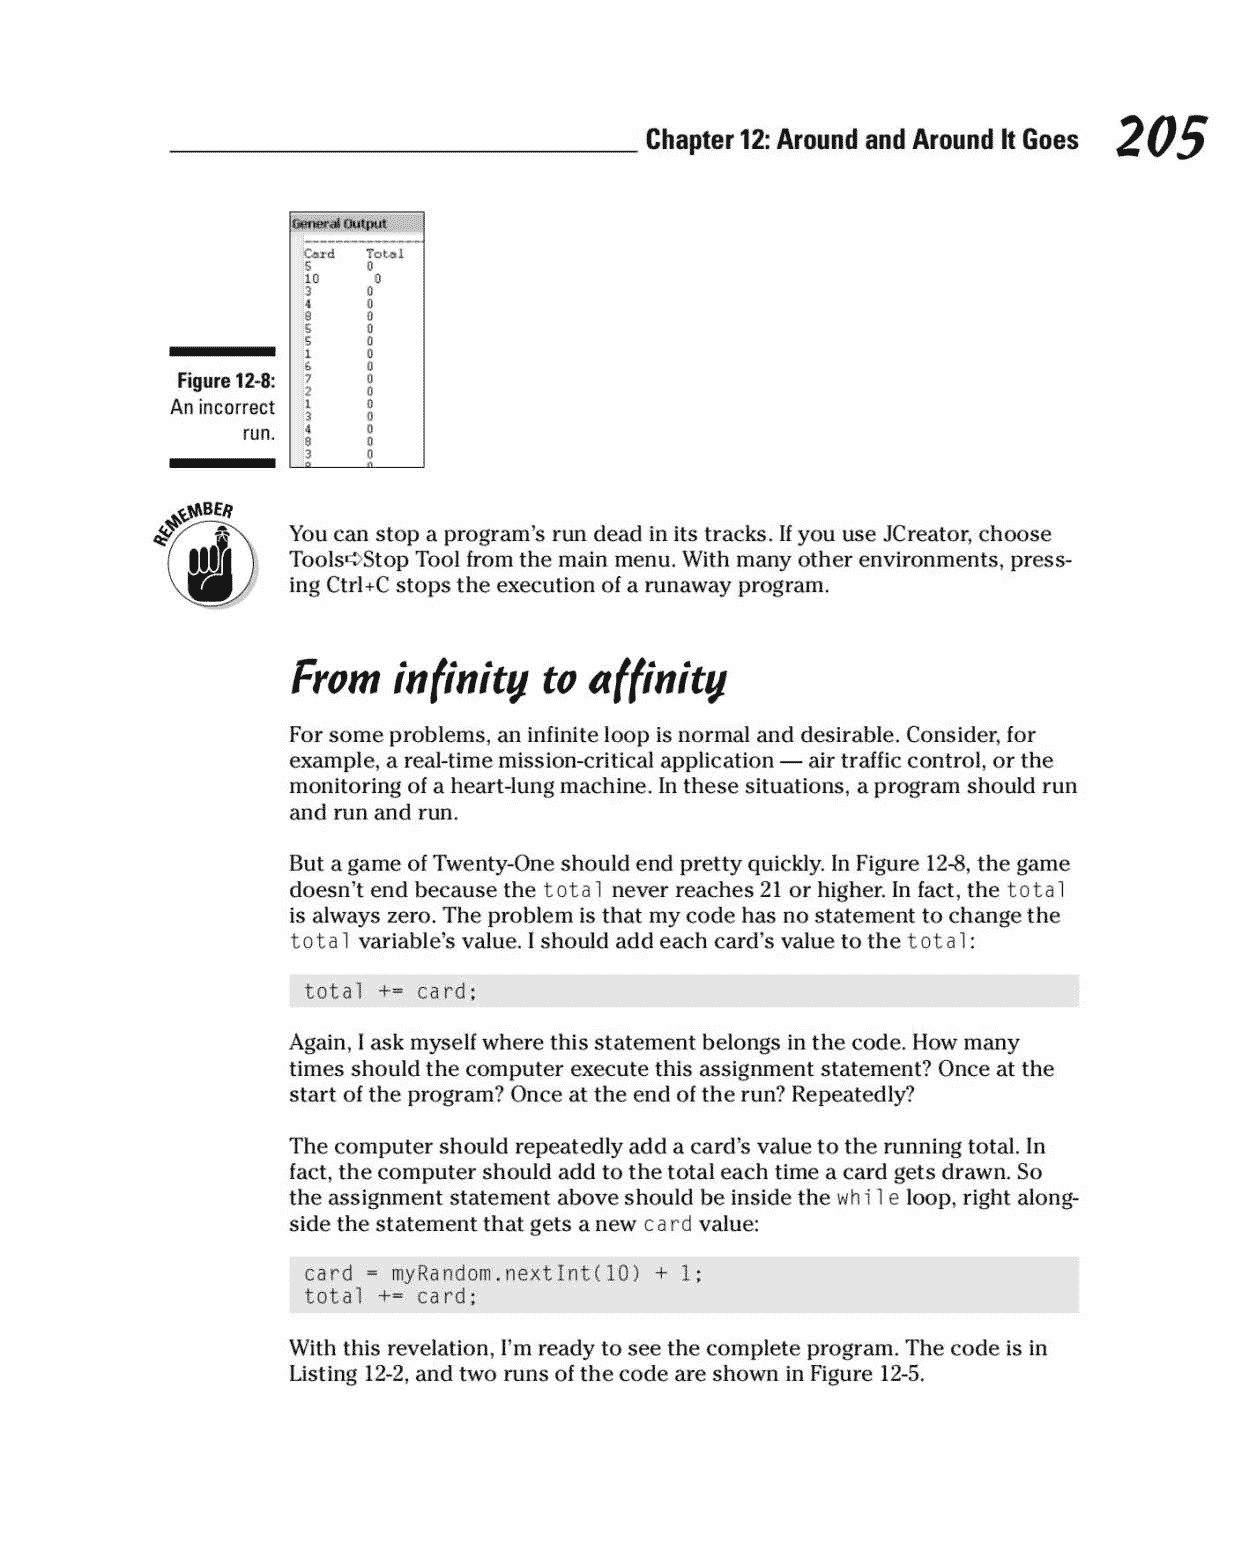 Chapter 12: Around and Around It Goes 205
General Output
Card Total
5 0
10 0
3 0
4 0
8 0
5 0
5 0
1 0
6 0
7 0
2 0
1 0
3 0
4 0
8 0
3 0
Figure 12-8:
An incorrect
run.
REMEMBER
You can stop a program's run dead in its tracks. If you use JCreator, choose
Tools➪Stop Tool from the main menu. With many other environments, press-
ing Ctrl+C stops the execution of a runaway program.
From infinity to affinity
For some problems, an infinite loop is normal and desirable. Consider, for
example, a real-time mission-critical application — air traffic control, or the
monitoring of a heart-lung machine. In these situations, a program should run
and run and run.
But a game of Twenty-One should end pretty quickly. In Figure 12-8, the game
doesn't end because the total never reaches 21 or higher. In fact, the total
is always zero. The problem is that my code has no statement to change the
total variable's value. I should add each card's value to the total:
total += card;
Again, I ask myself where this statement belongs in the code. How many
times should the computer execute this assignment statement? Once at the
start of the program? Once at the end of the run? Repeatedly?
The computer should repeatedly add a card's value to the running total. In
fact, the computer should add to the total each time a card gets drawn. So
the assignment statement above should be inside the while loop, right along-
side the statement that gets a new card value:
card = myRandom.nextInt(10) + 1;
total += card;
With this revelation, I'm ready to see the complete program. The code is in
Listing 12-2, and two runs of the code are shown in Figure 12-5.